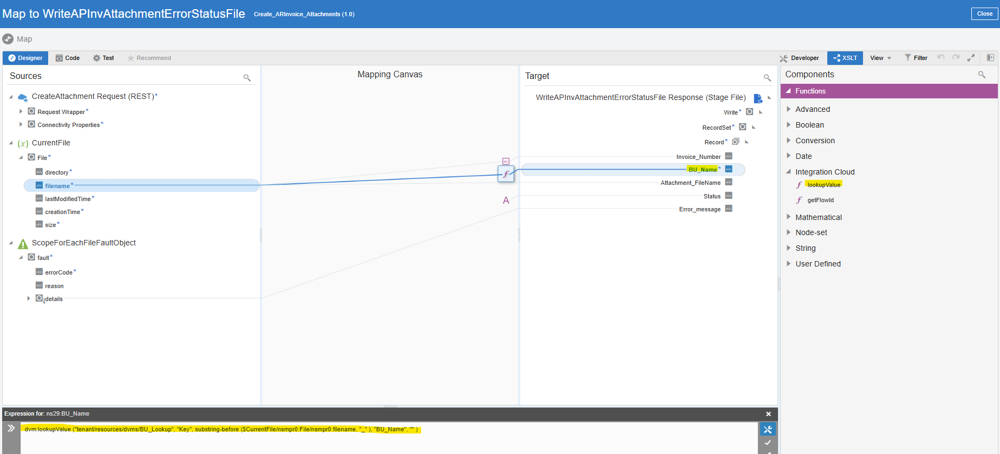 Map to WriteAPInvAttachmentErrorStatusFile Create_ARInvoice_Attachments (1.0) Close
Map
Designer Code Test Recommend Developer XSLT View Filter
Sources Mapping Canvas Target Components
Functions
CreateAttachment Request (REST)* WriteAPInvAttachmentErrorStatusFile Response (Stage File)
Advanced
Request Wrapper* Write*
Connectivity Properties* RecordSet* Boolean
CurrentFile Record* Conversion
File* Invoice_Number Date
directory* BU_Name* Integration Cloud
filename* Attachment_FileName lookupValue
lastModifiedTime* Status getFlowId
creationTime* Error_message
size* Mathematical
Node-set
ScopeForEachFileFaultObject String
fault* User Defined
errorCode*
reason
details
Expression for: ns29:BU_Name
dvm:lookupValue ("tenant/resources/dvms/BU_Lookup", "Key", substring-before ($CurrentFile/nsmpr0:File/nsmpr0:filename, "_" ), "BU_Name", "" )